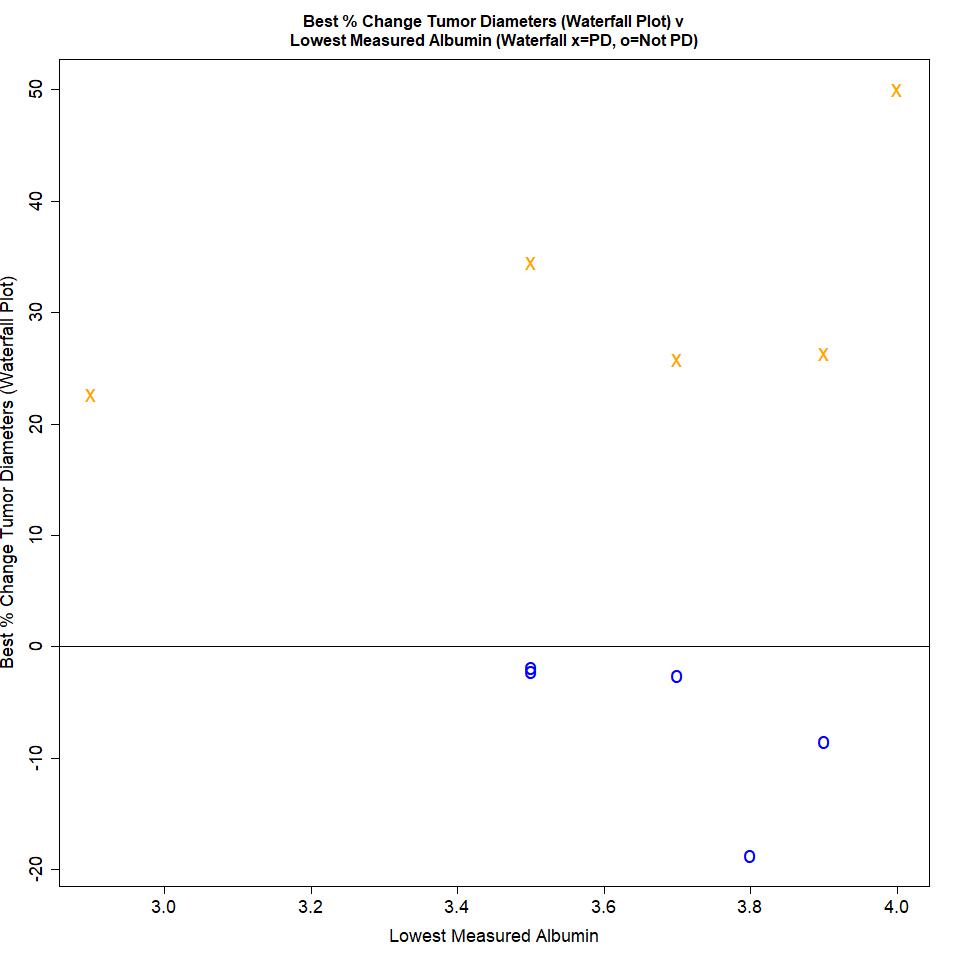 Best % Change Tumor Diameters (Waterfall Plot) v
Lowest Measured Albumin (Waterfall x=PD, o=Not PD)
Best % Change Tumor Diameters (Waterfall Plot)
50
40
30
20
10
0
-10
-20
x
x
x
x
x
o
o
o
o
o
3.0 3.2 3.4 3.6 3.8 4.0
Lowest Measured Albumin